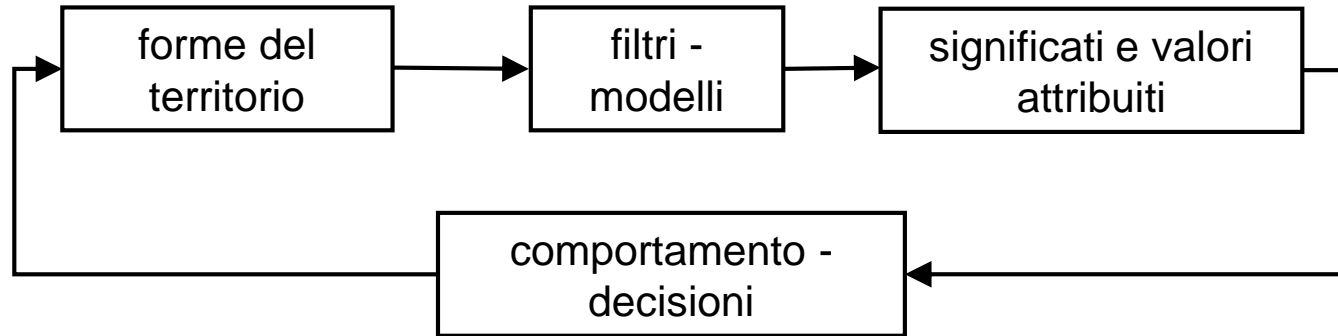 forme del
territorio
filtri -
modelli
significati e valori
attribuiti
comportamento -
decisioni